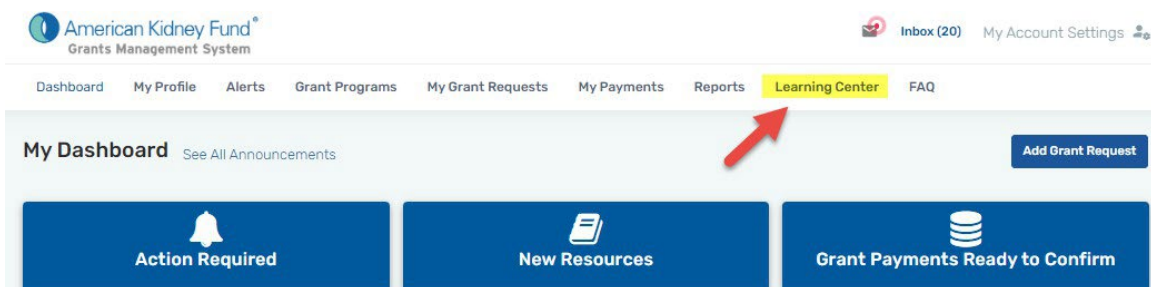 American Kidney Fund®
Grants Management System
Inbox (20) My Account Settings
Dashboard My Profile Alerts Grant Programs My Grant Requests My Payments Reports Learning Center FAQ
My Dashboard See All Announcements Add Grant Request
Action Required New Resources Grant Payments Ready to Confirm